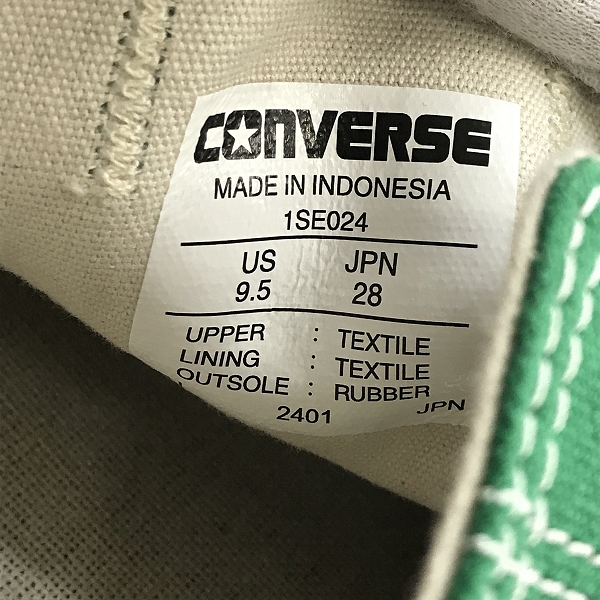 CONVERSE
MADE IN INDONESIA
1SE024
US JPN
9.5 28
UPPER : TEXTILE
LINING : TEXTILE
OUTSOLE : RUBBER
2401 JPN